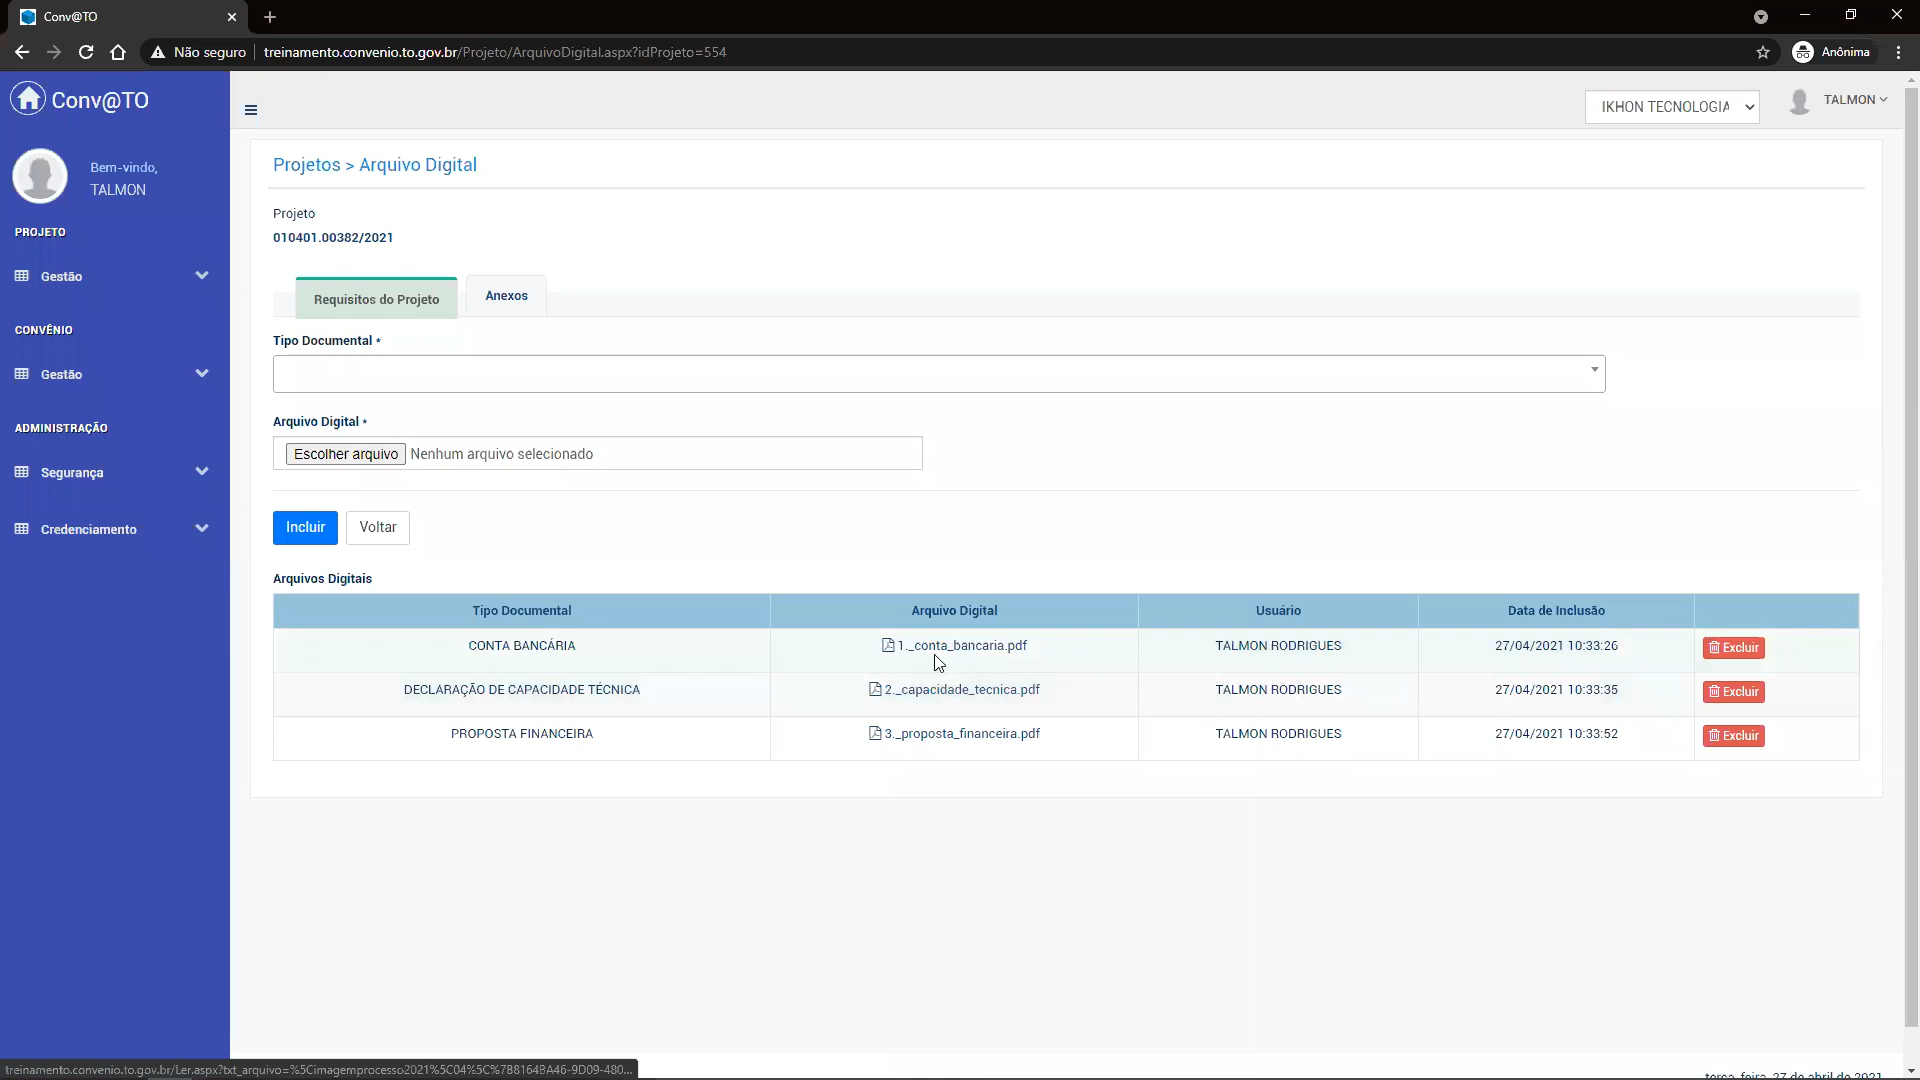 Conv@TO
Não seguro
treinamento.convenio.to.gov.br/Projeto/ArquivoDigital.aspx?idProjeto=554
Anônima
Conv@TO
IKHON TECNOLOGIA
TALMON
Bem-vindo,
TALMON
PROJETO
Gestão
CONVÊNIO
Gestão
ADMINISTRAÇÃO
Segurança
Credenciamento
Projetos > Arquivo Digital
Projeto
010401.00382/2021
Requisitos do Projeto Anexos
Tipo Documental *
Arquivo Digital *
Escolher arquivo Nenhum arquivo selecionado
Incluir Voltar
Arquivos Digitais
Tipo Documental Arquivo Digital Usuário Data de Inclusão
CONTA BANCÁRIA 1._conta_bancaria.pdf TALMON RODRIGUES 27/04/2021 10:33:26 Excluir
DECLARAÇÃO DE CAPACIDADE TÉCNICA 2._capacidade_tecnica.pdf TALMON RODRIGUES 27/04/2021 10:33:35 Excluir
PROPOSTA FINANCEIRA 3._proposta_financeira.pdf TALMON RODRIGUES 27/04/2021 10:33:52 Excluir
treinamento.convenio.to.gov.br/Ler.aspx?txt_arquivo=%5Cimagemprocesso2021%5C04%5C%7B8164BA46-9D09-480...
terça-feira, 27 de abril de 2021